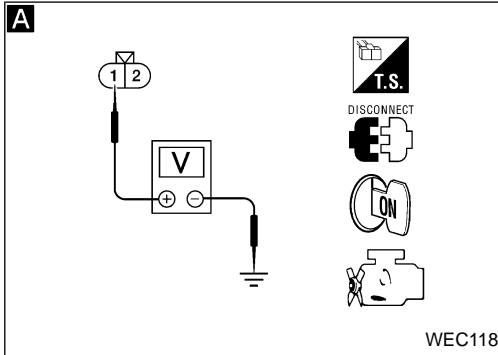 A
1 2
T.S.
DISCONNECT
V
+ −
ON
WEC118